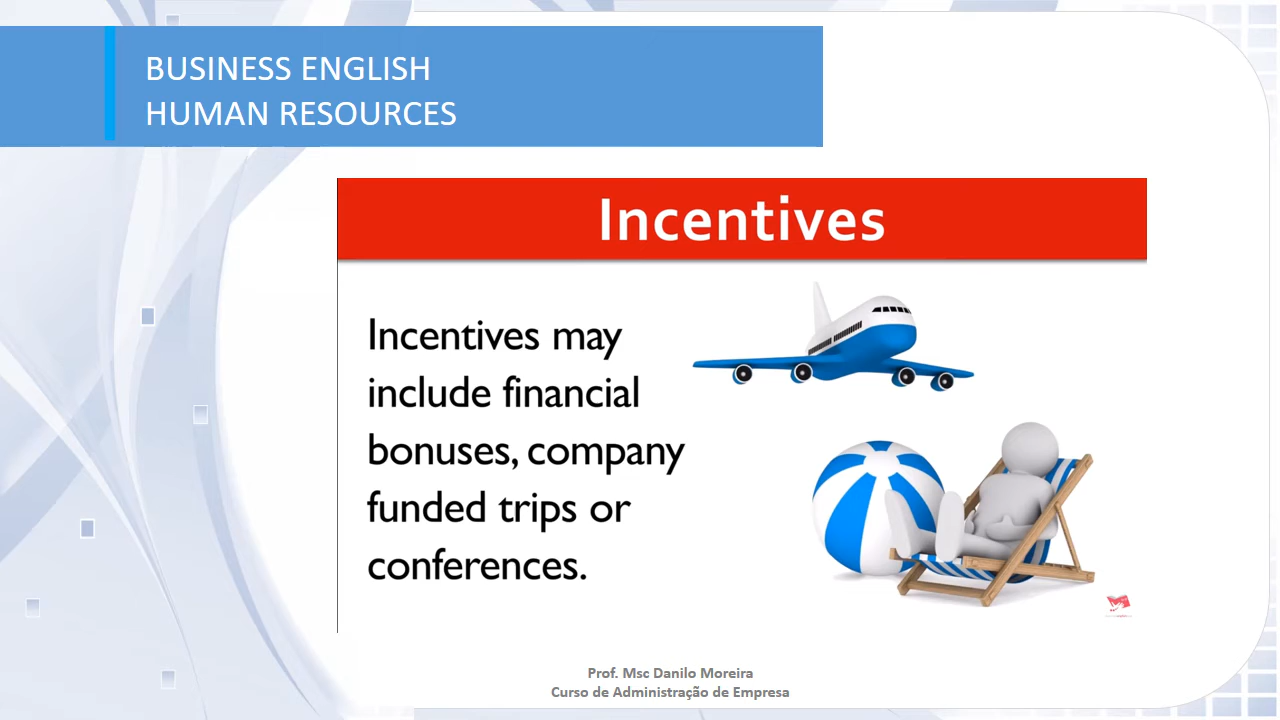 BUSINESS ENGLISH
HUMAN RESOURCES
Incentives
Incentives may
include financial
bonuses, company
funded trips or
conferences.
Prof. Msc Danilo Moreira
Curso de Administração de Empresa